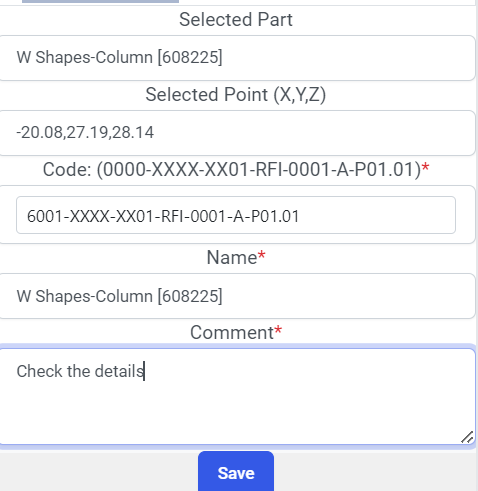 Selected Part
W Shapes-Column [608225]
Selected Point (X,Y,Z)
-20.08,27.19,28.14
Code: (0000-XXXX-XX01-RFI-0001-A-P01.01)*
6001-XXXX-XX01-RFI-0001-A-P01.01
Name*
W Shapes-Column [608225]
Comment*
Check the details
Save